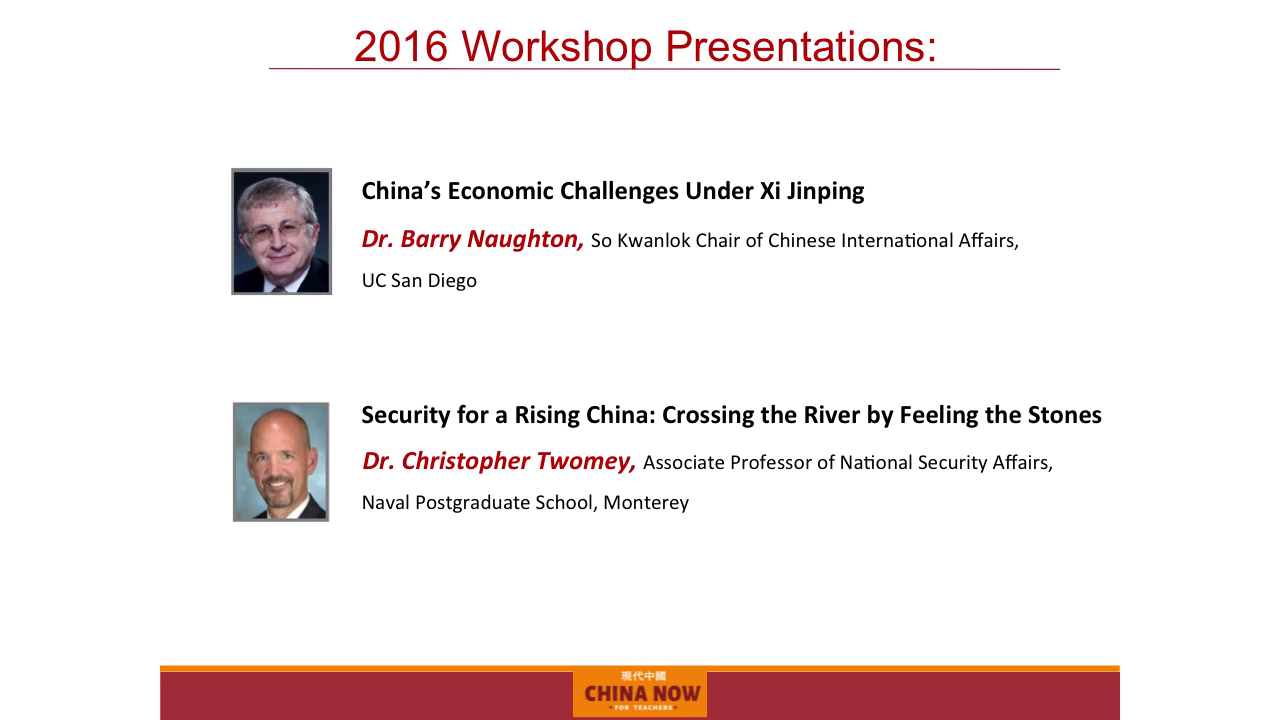 2016 Workshop Presentations:
China’s Economic Challenges Under Xi Jinping
Dr. Barry Naughton, So Kwanlok Chair of Chinese International Affairs,
UC San Diego
Security for a Rising China: Crossing the River by Feeling the Stones
Dr. Christopher Twomey, Associate Professor of National Security Affairs,
Naval Postgraduate School, Monterey
現代中國
CHINA NOW
FOR TEACHERS